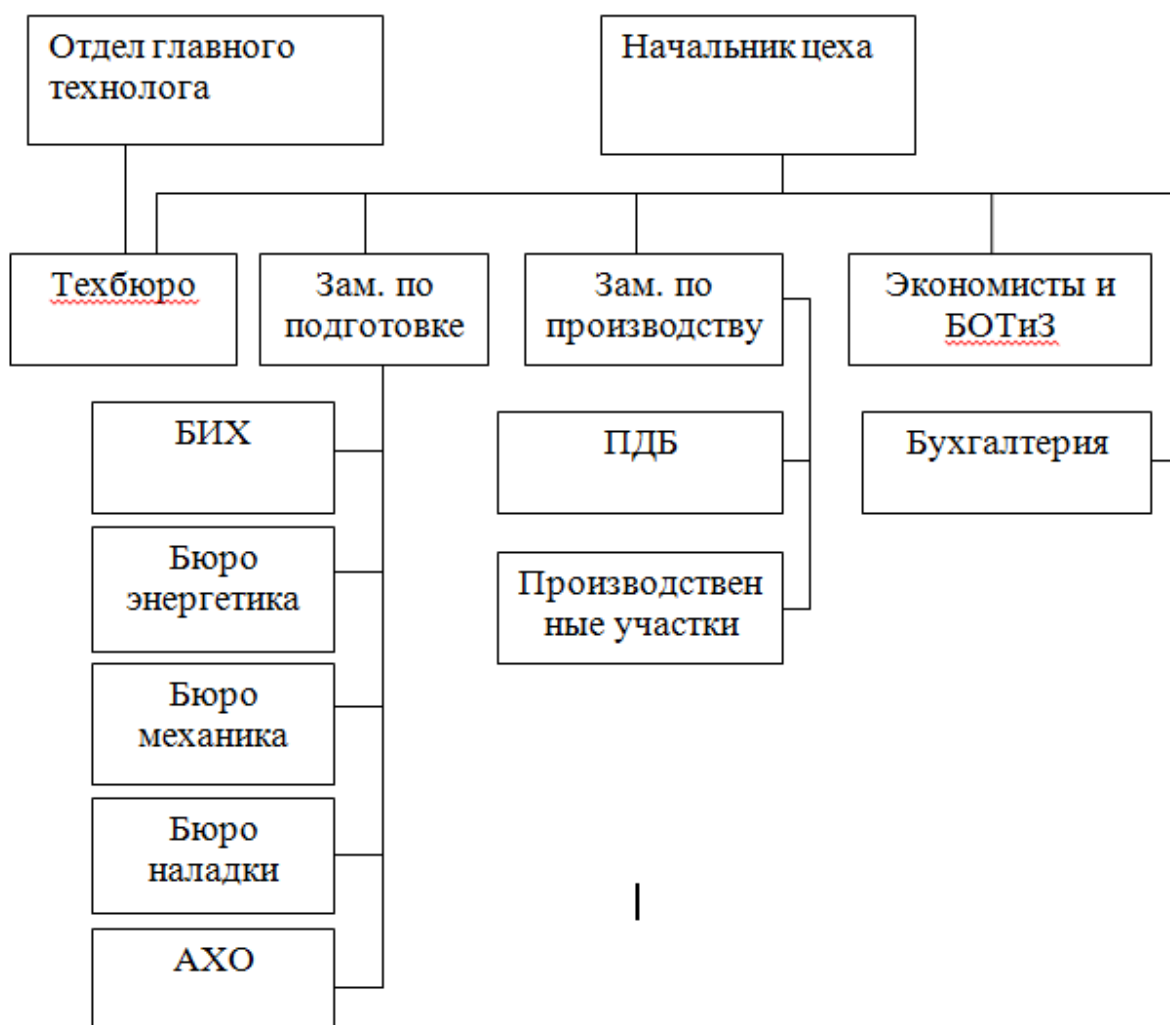 Отдел главного
технолога
Начальник цеха
Техбюро
Зам. по
подготовке
Зам. по
производству
Экономисты и
БОТиЗ
БИХ
ПДБ
Бухгалтерия
Бюро
энергетика
Производствен
ные участки
Бюро
механика
Бюро
наладки
АХО